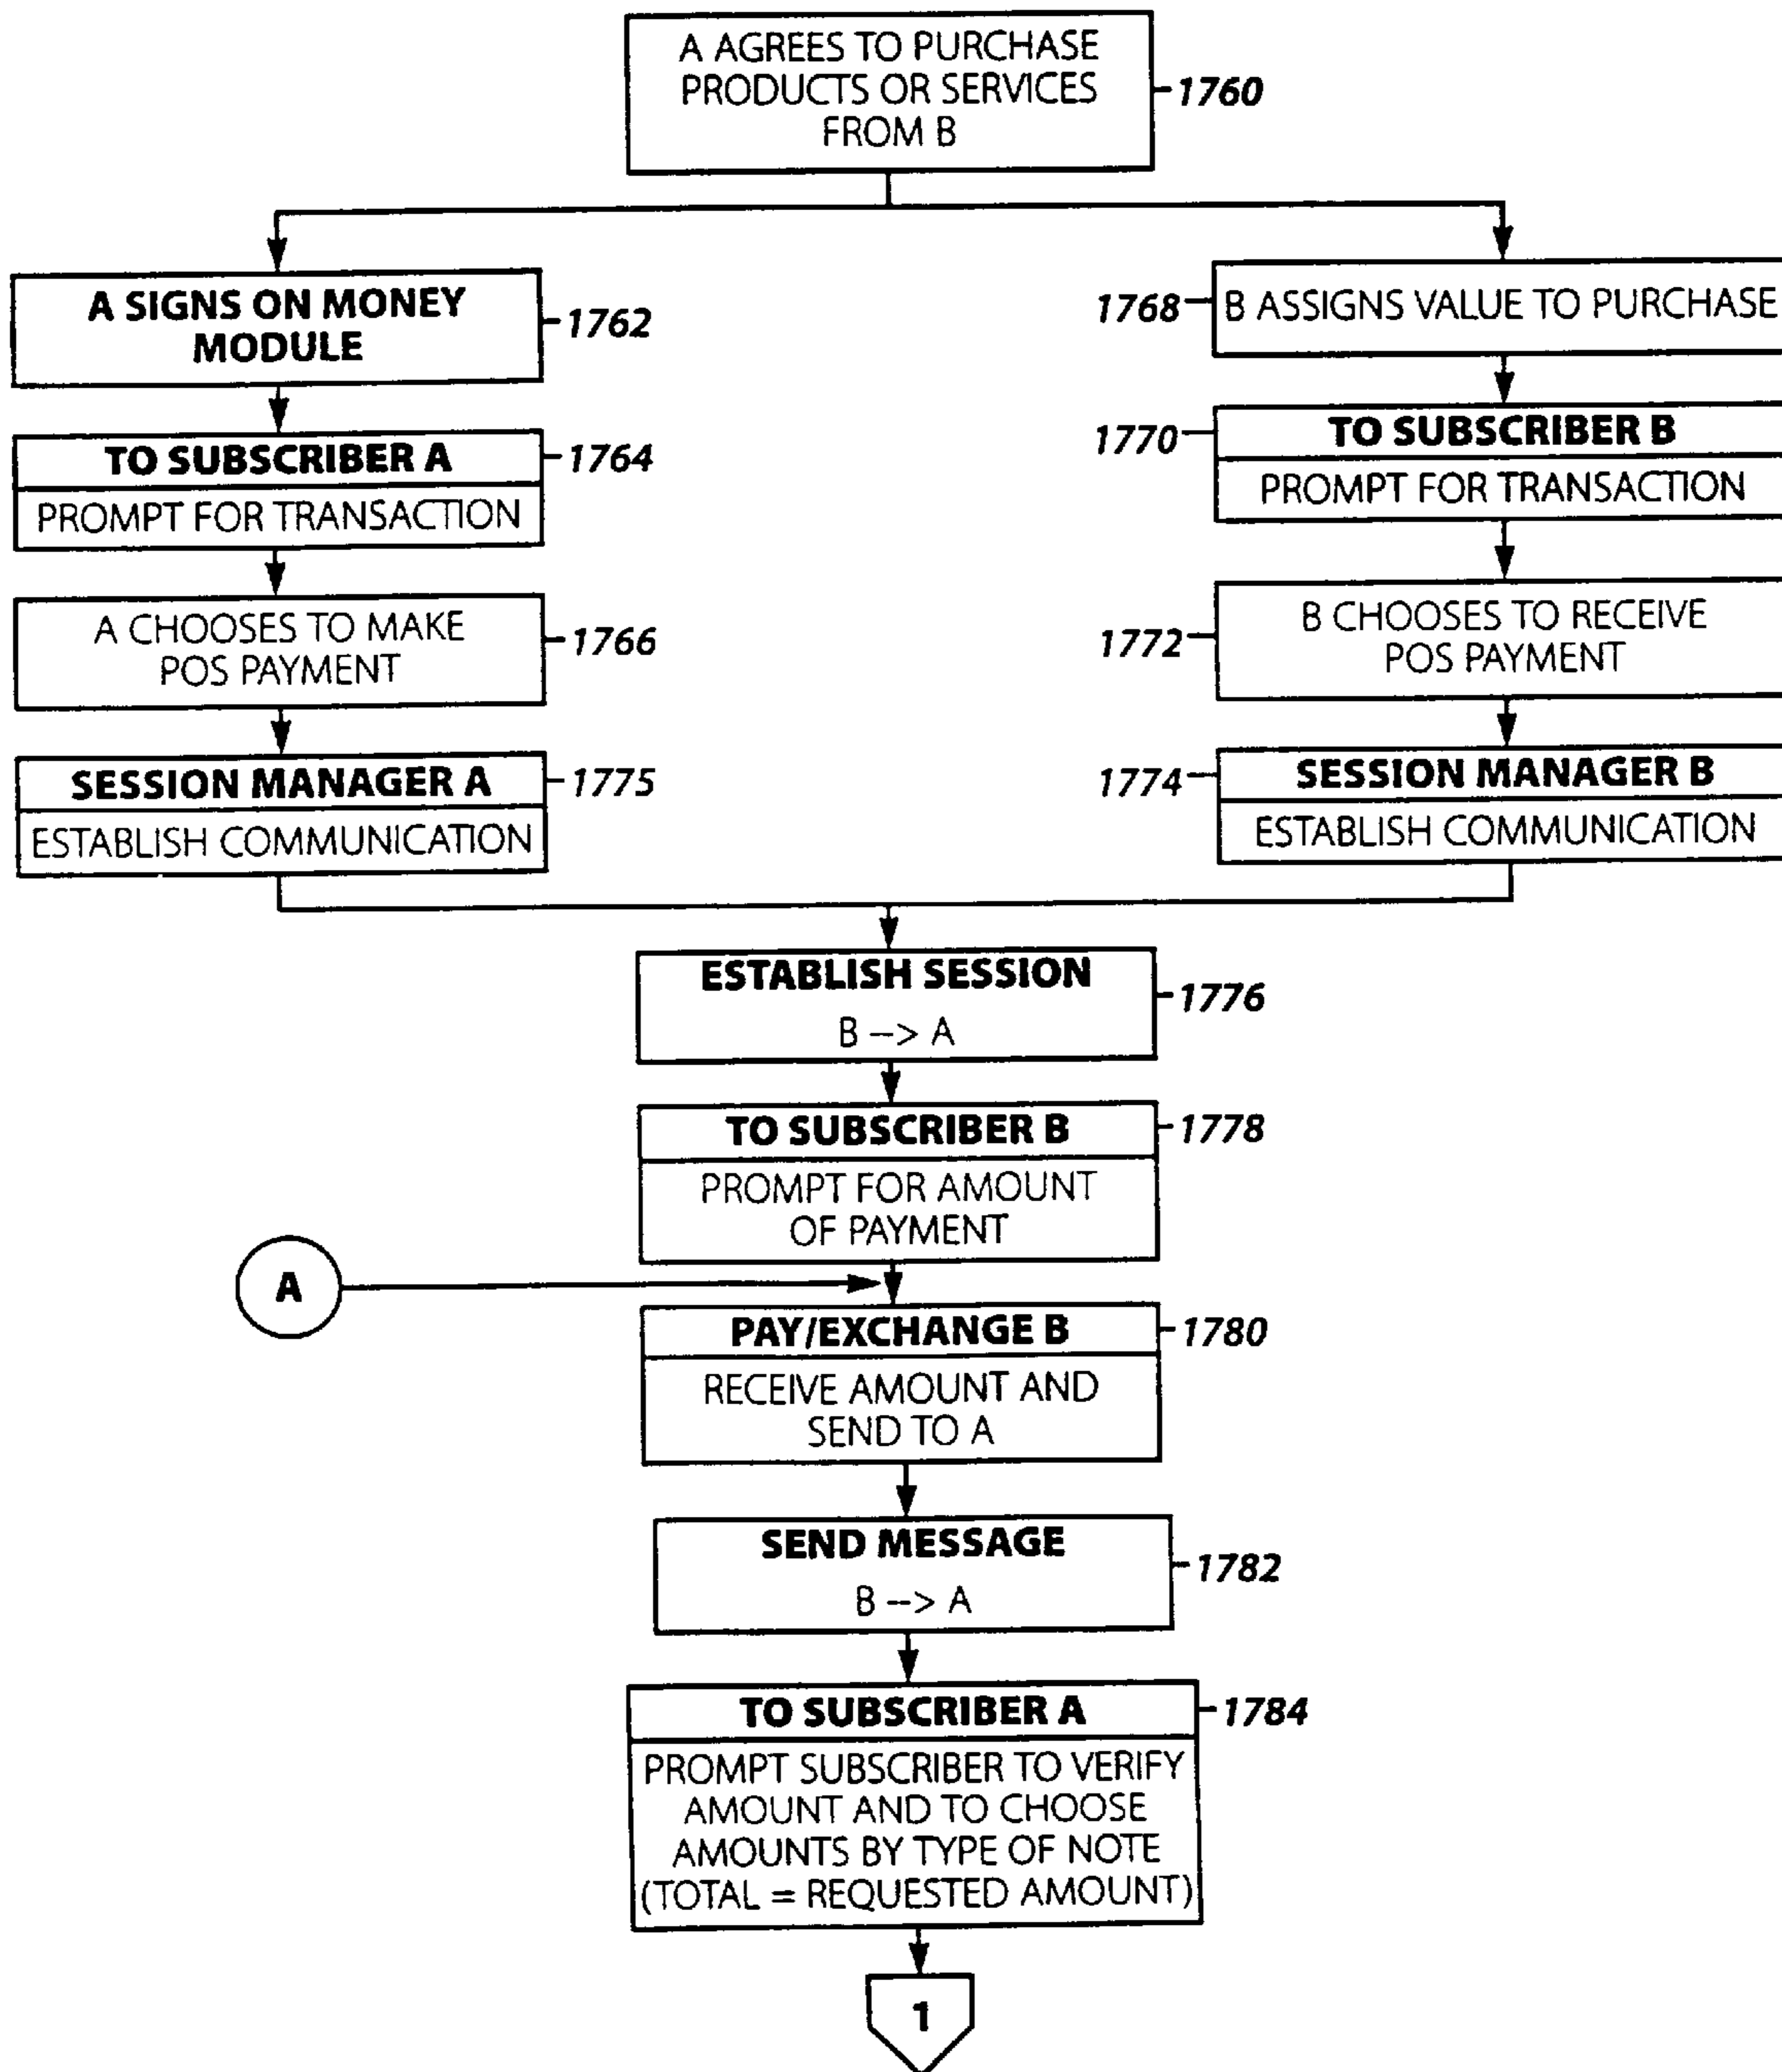 A AGREES TO PURCHASE
PRODUCTS OR SERVICES
FROM B
1760
A SIGNS ON MONEY
MODULE
1762
TO SUBSCRIBER A
1764
PROMPT FOR TRANSACTION
A CHOOSES TO MAKE
POS PAYMENT
1766
SESSION MANAGER A
1775
ESTABLISH COMMUNICATION
1768
B ASSIGNS VALUE TO PURCHASE
1770
TO SUBSCRIBER B
PROMPT FOR TRANSACTION
1772
B CHOOSES TO RECEIVE
POS PAYMENT
1774
SESSION MANAGER B
ESTABLISH COMMUNICATION
ESTABLISH SESSION
1776
B --> A
TO SUBSCRIBER B
1778
PROMPT FOR AMOUNT
OF PAYMENT
A
PAY/EXCHANGE B
1780
RECEIVE AMOUNT AND
SEND TO A
SEND MESSAGE
1782
B --> A
TO SUBSCRIBER A
1784
PROMPT SUBSCRIBER TO VERIFY
AMOUNT AND TO CHOOSE
AMOUNTS BY TYPE OF NOTE
(TOTAL = REQUESTED AMOUNT)
1